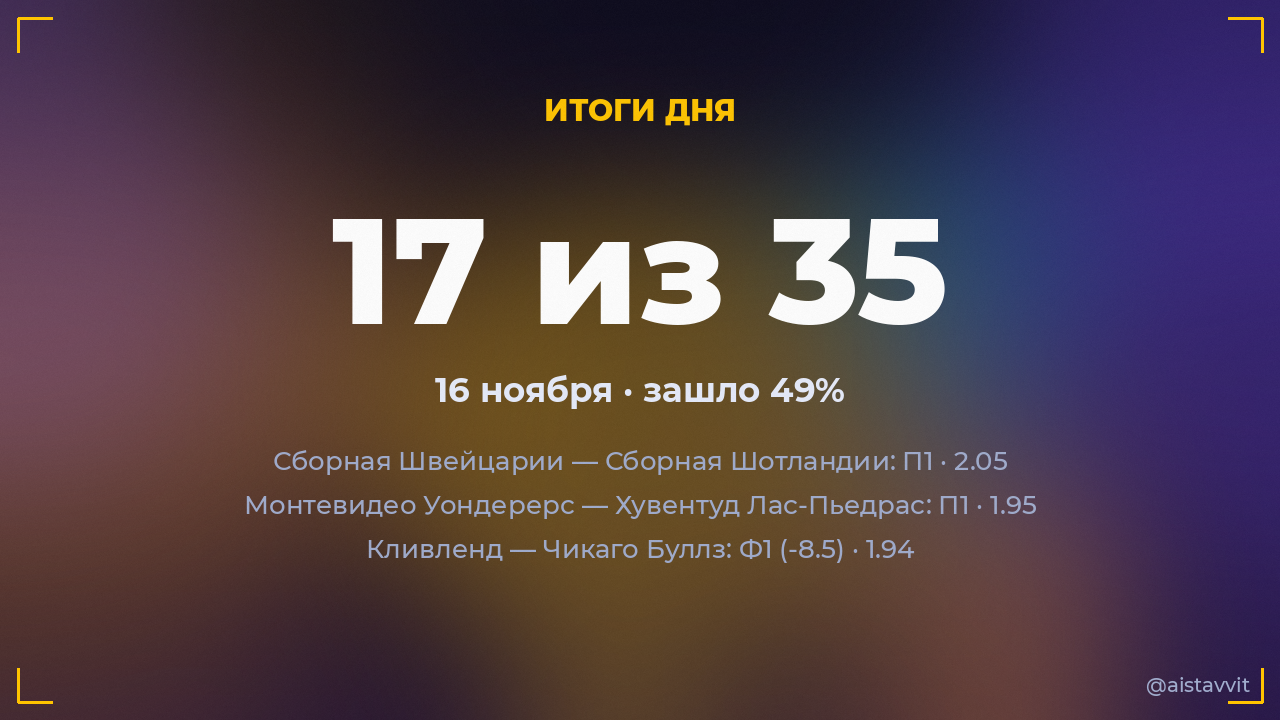 ИТОГИ ДНЯ
17 из 35
16 ноября · зашло 49%
Сборная Швейцарии — Сборная Шотландии: П1 · 2.05
Монтевидео Уондерерс — Хувентуд Лас-Пьедрас: П1 · 1.95
Кливленд — Чикаго Буллз: Ф1 (-8.5) · 1.94
@aistavvit